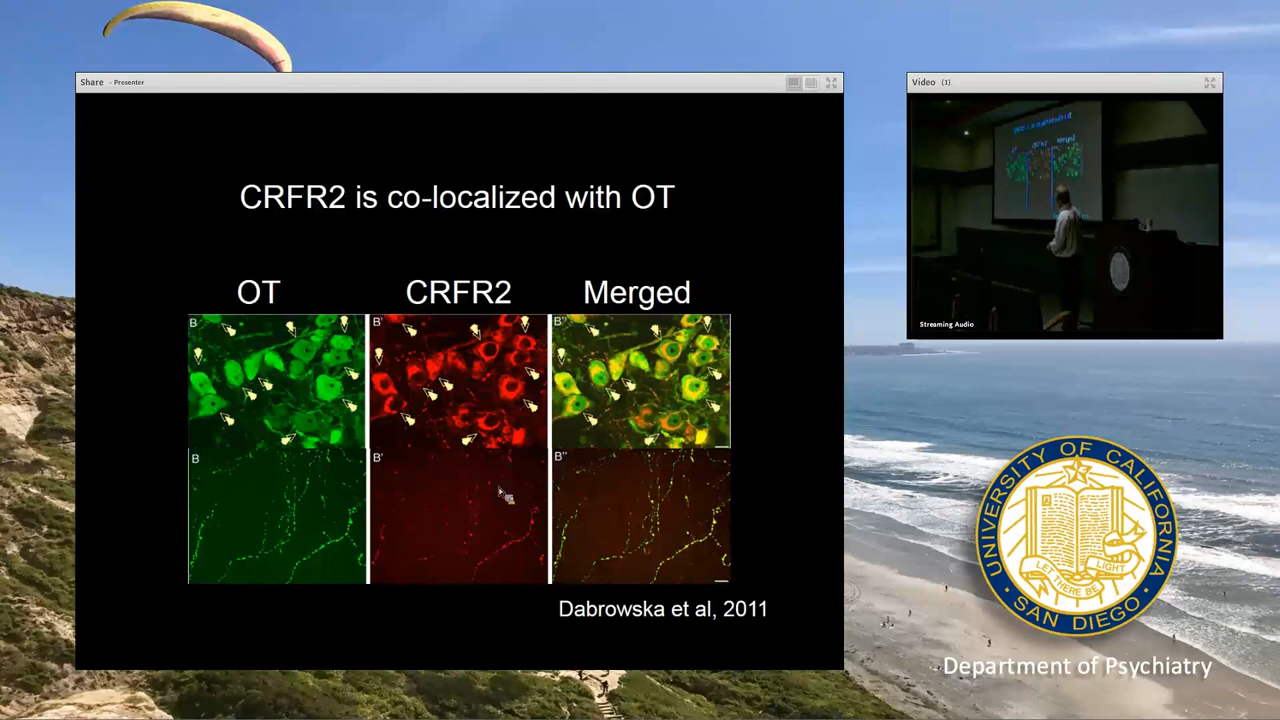 Share - Presenter
CRFR2 is co-localized with OT
OT CRFR2 Merged
B B' B''
B B' B''
Dabrowska et al, 2011
Video (1)
Streaming Audio
UNIVERSITY OF CALIFORNIA
LET THERE BE LIGHT
SAN DIEGO
Department of Psychiatry